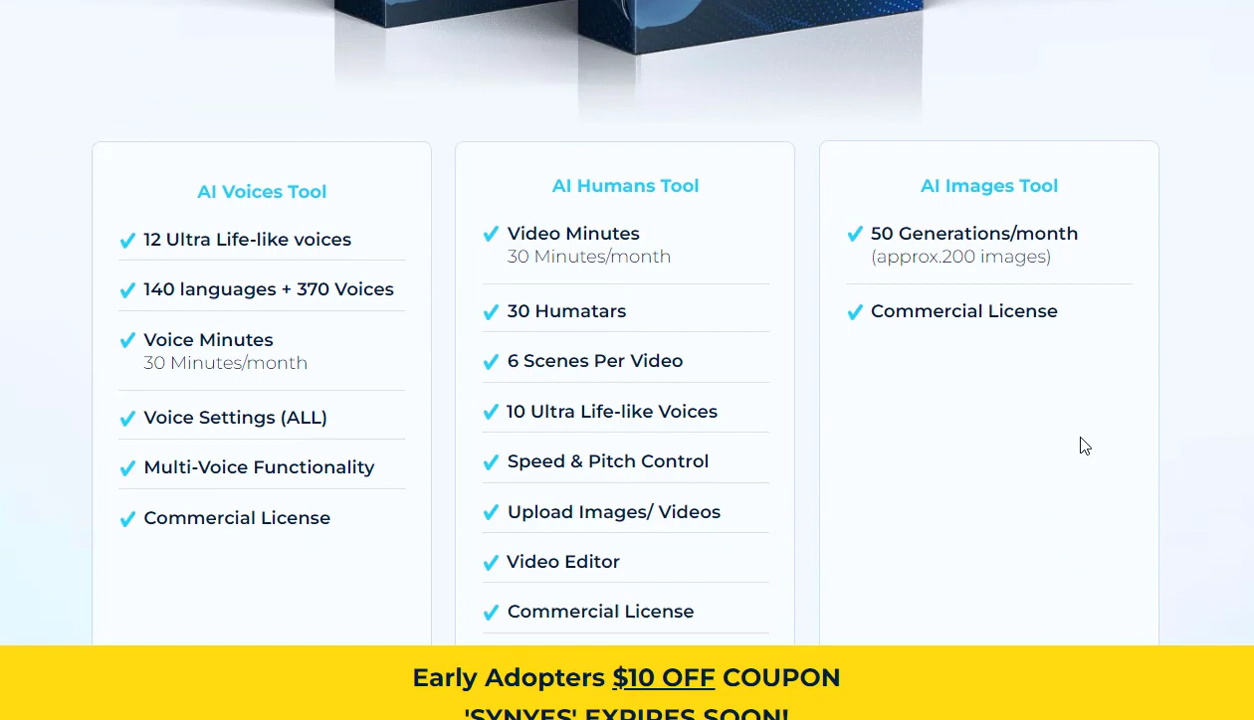 AI Voices Tool
12 Ultra Life-like voices
140 languages + 370 Voices
Voice Minutes
30 Minutes/month
Voice Settings (ALL)
Multi-Voice Functionality
Commercial License
AI Humans Tool
Video Minutes
30 Minutes/month
30 Humatars
6 Scenes Per Video
10 Ultra Life-like Voices
Speed & Pitch Control
Upload Images/ Videos
Video Editor
Commercial License
AI Images Tool
50 Generations/month
(approx.200 images)
Commercial License
Early Adopters $10 OFF COUPON
'SYNYES' EXPIRES SOON!